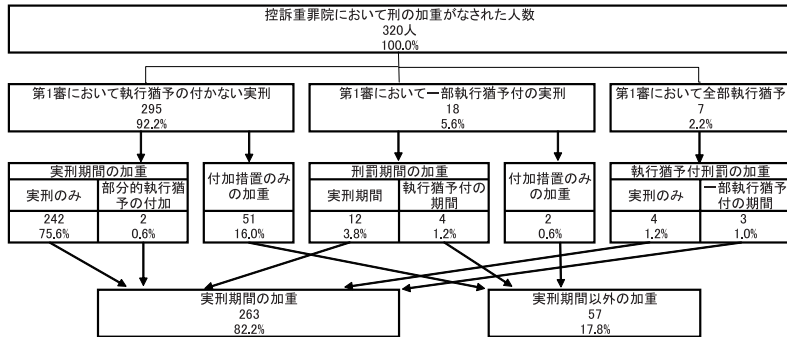 控訴重罪院において刑の加重がなされた人数
320人
100.0%
第1審において執行猶予の付かない実刑
295
92.2%
第1審において一部執行猶予付の実刑
18
5.6%
第1審において全部執行猶予
7
2.2%
実刑期間の加重
実刑のみ
部分的執行猶
予の付加
242
2
75.6%
0.6%
付加措置のみ
の加重
51
16.0%
刑罰期間の加重
実刑期間
執行猶予付の
期間
12
4
3.8%
1.2%
付加措置のみ
の加重
2
0.6%
執行猶予付刑罰の加重
実刑のみ
一部執行猶予
付の期間
4
3
1.2%
1.0%
実刑期間の加重
263
82.2%
実刑期間以外の加重
57
17.8%